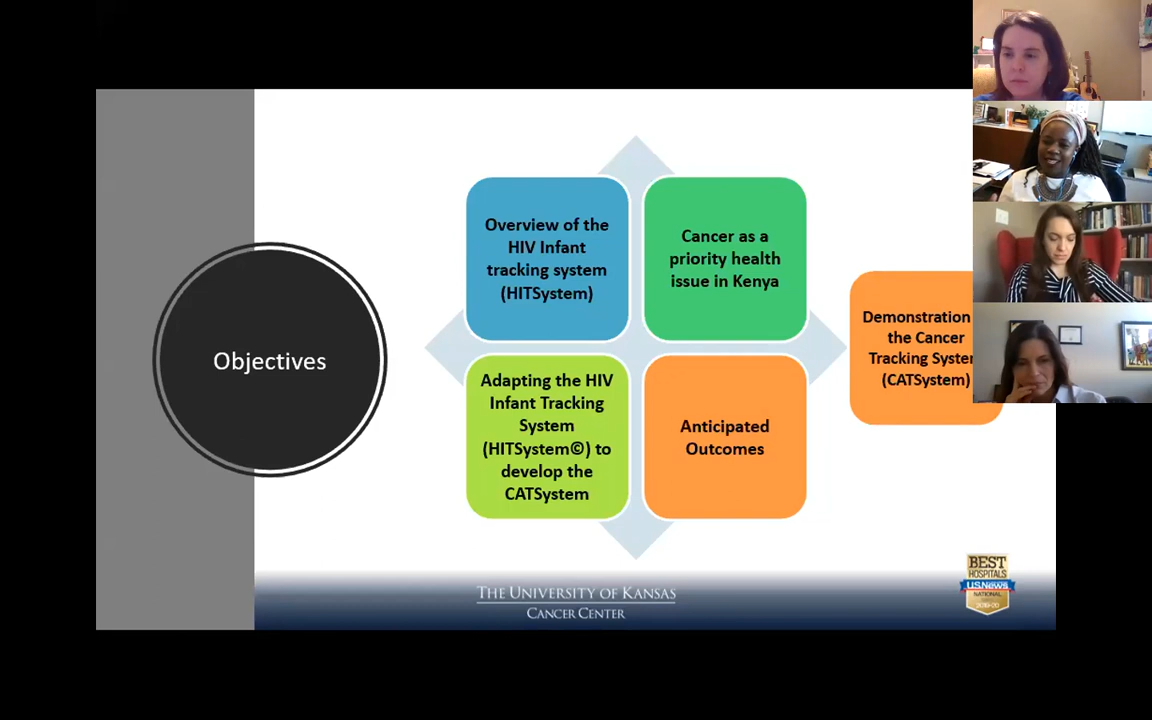 Objectives
Overview of the
HIV Infant
tracking system
(HITSystem)
Cancer as a
priority health
issue in Kenya
Adapting the HIV
Infant Tracking
System
(HITSystem©) to
develop the
CATSystem
Anticipated
Outcomes
Demonstration
the Cancer
Tracking System
(CATSystem)
THE UNIVERSITY OF KANSAS
CANCER CENTER
BEST
HOSPITALS
U.S.News
NATIONAL
2019-20